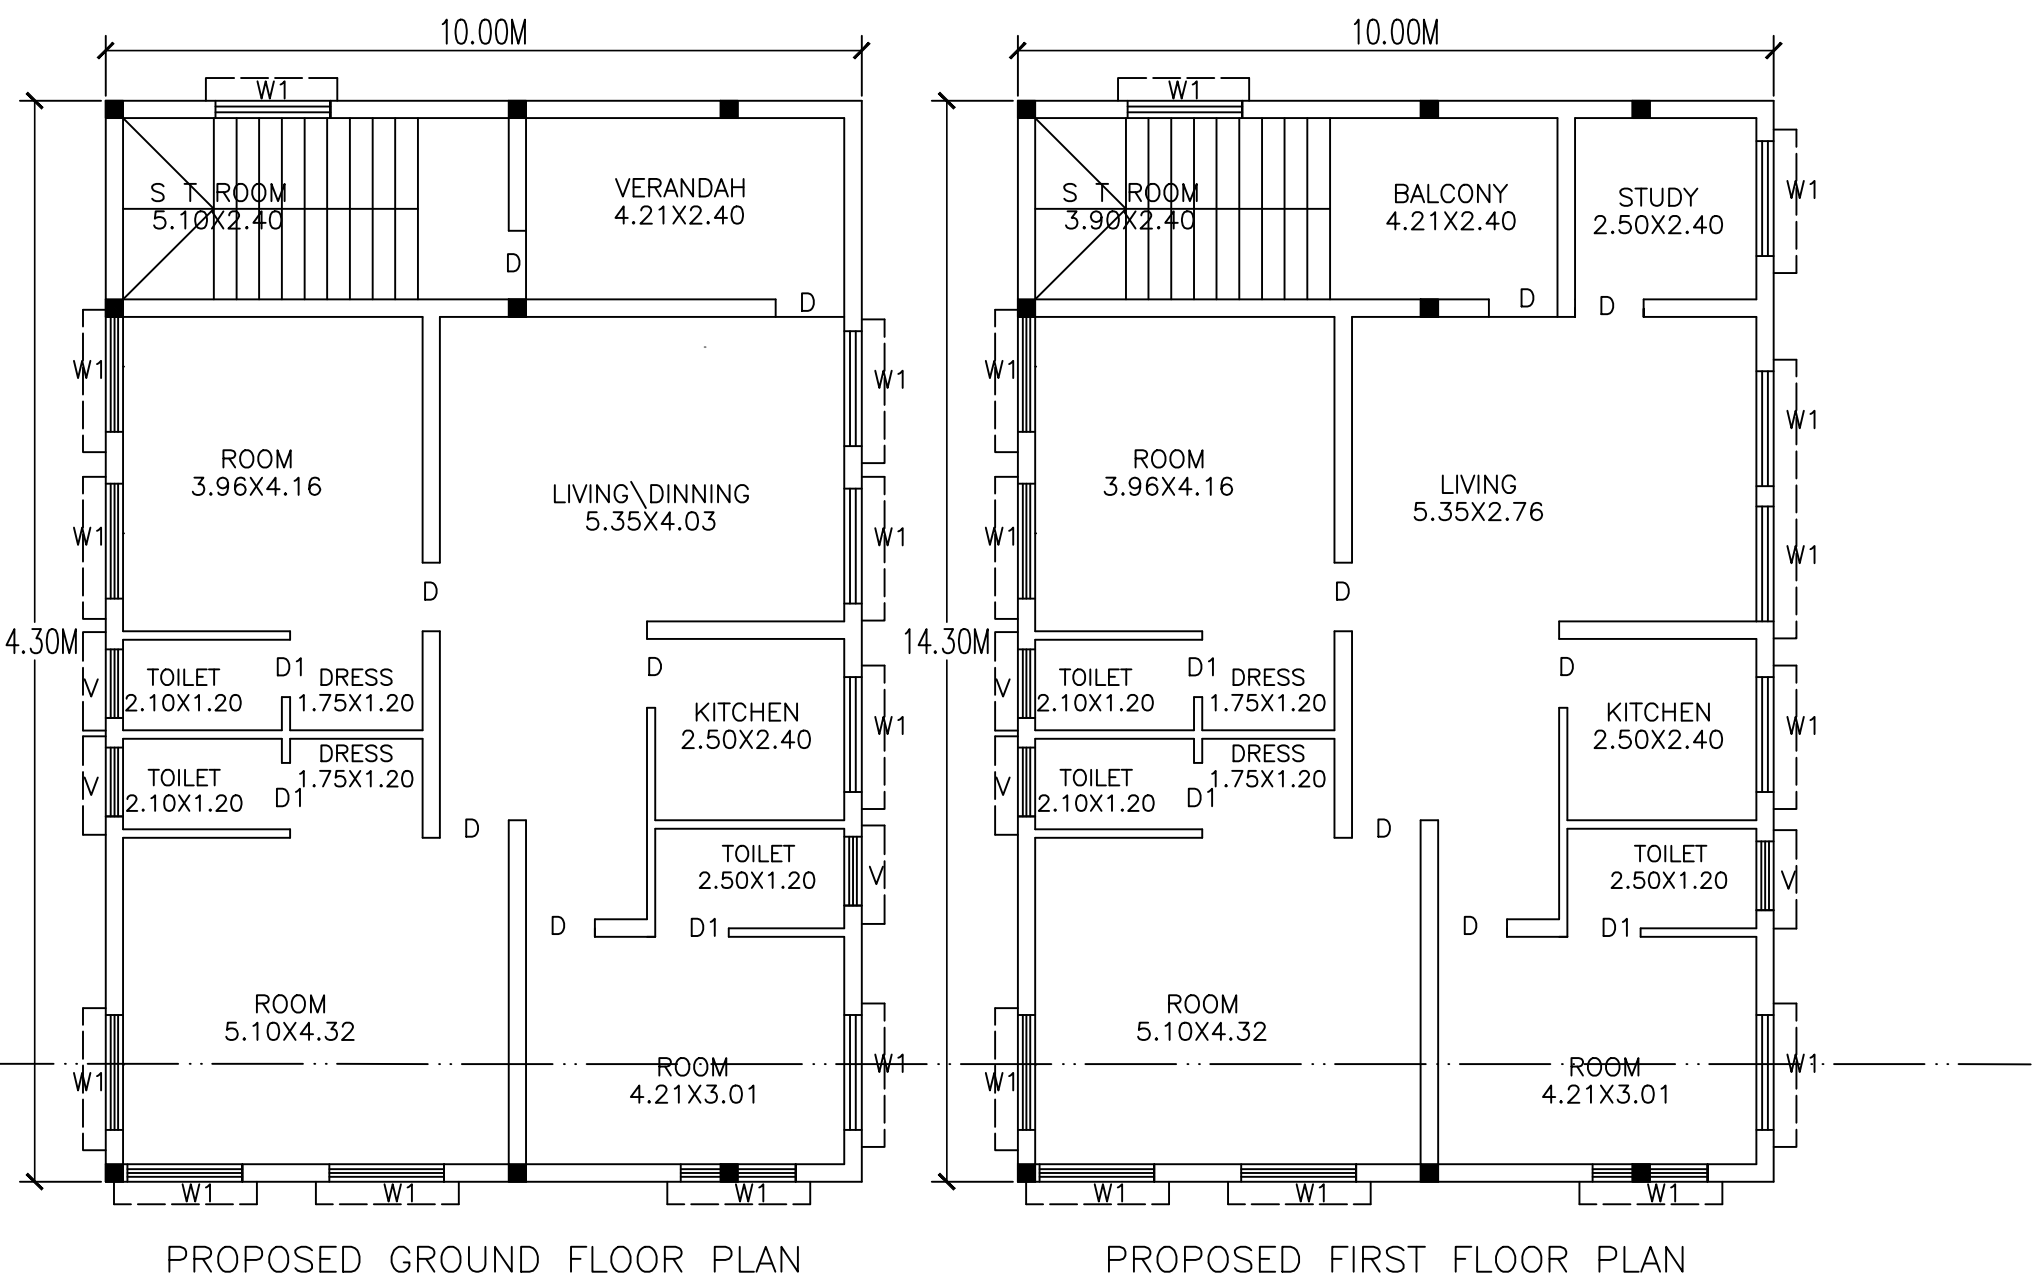 10.00M
W1
S T ROOM
5.10X2.40
VERANDAH
4.21X2.40
D
D
W1
W1
ROOM
3.96X4.16
LIVING\DINNING
5.35X4.03
W1
W1
D
4.30M
TOILET
2.10X1.20
D1
DRESS
1.75X1.20
D
V
KITCHEN
2.50X2.40
W1
TOILET
2.10X1.20
D1
DRESS
1.75X1.20
V
D
TOILET
2.50X1.20
V
D
D1
ROOM
5.10X4.32
ROOM
4.21X3.01
W1
W1
W1
W1
W1
PROPOSED GROUND FLOOR PLAN
10.00M
W1
S T ROOM
3.90X2.40
BALCONY
4.21X2.40
STUDY
2.50X2.40
W1
D
D
W1
W1
ROOM
3.96X4.16
LIVING
5.35X2.76
W1
W1
D
14.30M
TOILET
2.10X1.20
D1
DRESS
1.75X1.20
D
V
KITCHEN
2.50X2.40
W1
TOILET
2.10X1.20
D1
DRESS
1.75X1.20
V
D
TOILET
2.50X1.20
V
D
D1
ROOM
5.10X4.32
ROOM
4.21X3.01
W1
W1
W1
W1
W1
PROPOSED FIRST FLOOR PLAN